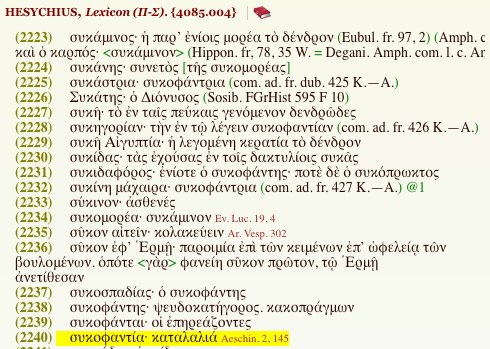 HESYCHIUS, Lexicon (Π-Σ). {4085.004}
(2223) συκάμινος· ἡ παρ' ἐνίοις μορέα τὸ δένδρον (Eubul. fr. 97, 2) (Amph. c
καὶ ὁ καρπός· <συκάμινον> (Hippon. fr, 78, 35 W. = Degani. Amph. com. l. c. Ar
(2224) συκάνης· συνετὸς [τῆς συκομορέας]
(2225) συκάστρια· συκοφάντρια (com. ad. fr. dub. 425 K.—A.)
(2226) Συκάτης· ὁ Διόνυσος (Sosib. FGrHist 595 F 10)
(2227) συκῆ· τὸ ἐν ταῖς πεύκαις γενόμενον δενδρῶδες
(2228) συκηγορίαν· τὴν ἐν τῷ λέγειν συκοφαντίαν (com. ad. fr. 426 K.—A.)
(2229) συκῆ Αἰγυπτία· ἡ λεγομένη κερατία τὸ δένδρον
(2230) συκίδας· τὰς ἐχούσας ἐν τοῖς δακτυλίοις συκᾶς
(2231) συκιδαφόρος· ἐνίοτε ὁ συκοφάντης· ποτὲ δὲ ὁ συκόπρωκτος
(2232) συκίνη μάχαιρα· συκοφάντρια (com. ad. fr. 427 K.—A.) @1
(2233) σύκινον· ἀσθενές
(2234) συκομορέα· συκάμινον Ev. Luc. 19, 4
(2235) σῦκον αἰτεῖν· κολακεύειν Ar. Vesp. 302
(2236) σῦκον ἐφ' Ἑρμῇ· παροιμία ἐπὶ τῶν κειμένων ἐπ' ὠφελείᾳ τῶν
βουλομένων. ὁπότε <γὰρ> φανείη σῦκον πρῶτον, τῷ Ἑρμῇ
ἀνετίθεσαν
(2237) συκοσπαδίας· ὁ συκοφάντης
(2238) συκοφάντης· ψευδοκατήγορος. κακοπράγμων
(2239) συκοφάνται· οἱ ἐπηρεάζοντες
(2240) συκοφαντία· καταλαλιά Aeschin. 2, 145